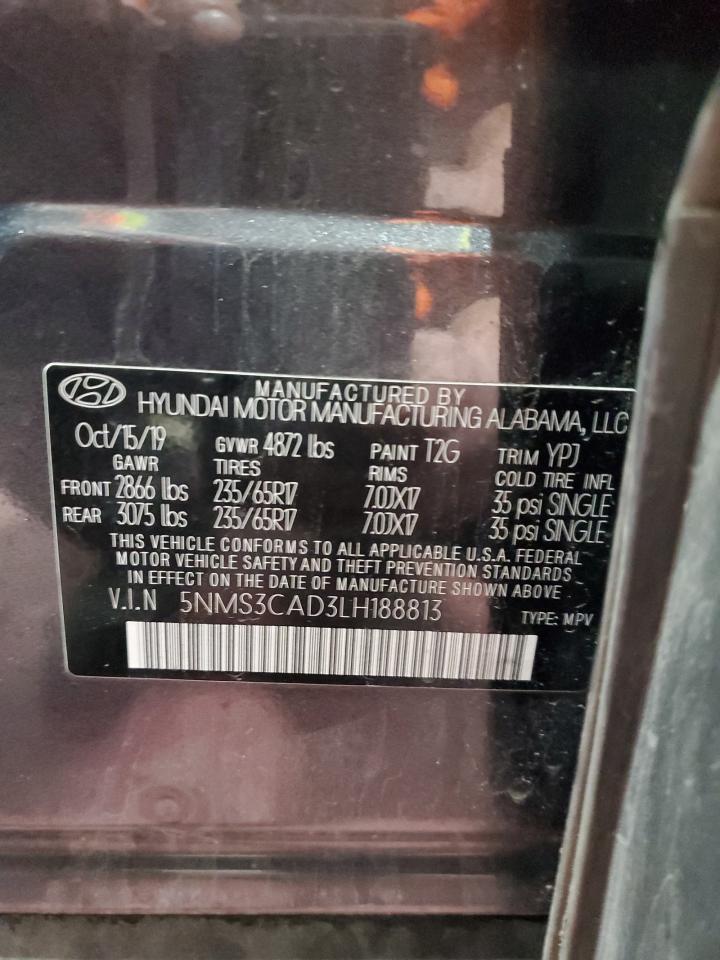 MANUFACTURED BY
HYUNDAI MOTOR MANUFACTURING ALABAMA, LLC
Oct/15/19 GVWR 4872 lbs PAINT T2G TRIM YPJ
GAWR TIRES RIMS COLD TIRE INFL
FRONT 2866 lbs 235/65R17 7.0JX17 35 psi SINGLE
REAR 3075 lbs 235/65R17 7.0JX17 35 psi SINGLE
THIS VEHICLE CONFORMS TO ALL APPLICABLE U.S.A. FEDERAL
MOTOR VEHICLE SAFETY AND THEFT PREVENTION STANDARDS
IN EFFECT ON THE DATE OF MANUFACTURE SHOWN ABOVE
V.I.N 5NMS3CAD3LH188813 TYPE: MPV